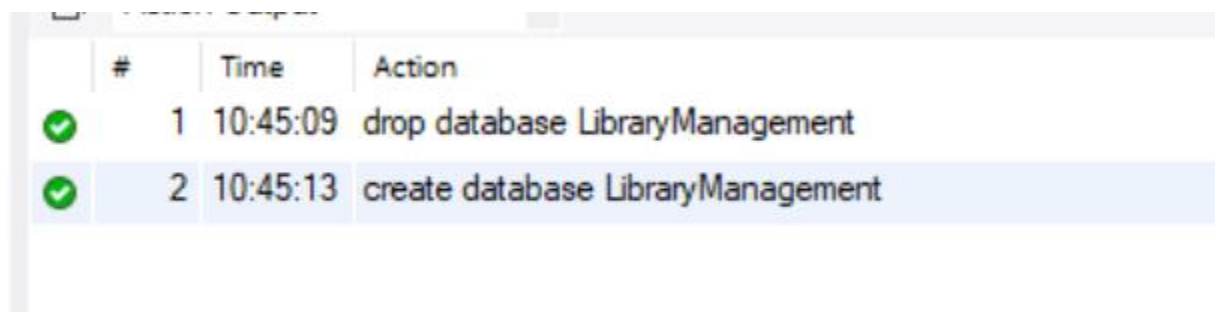 # Time Action
1 10:45:09 drop database LibraryManagement
2 10:45:13 create database LibraryManagement